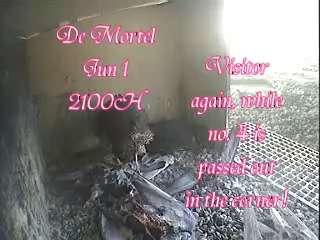 De Mortel
Jun 1
2100H
Visitor
again, while
no. 4 is
passed out
in the corner!